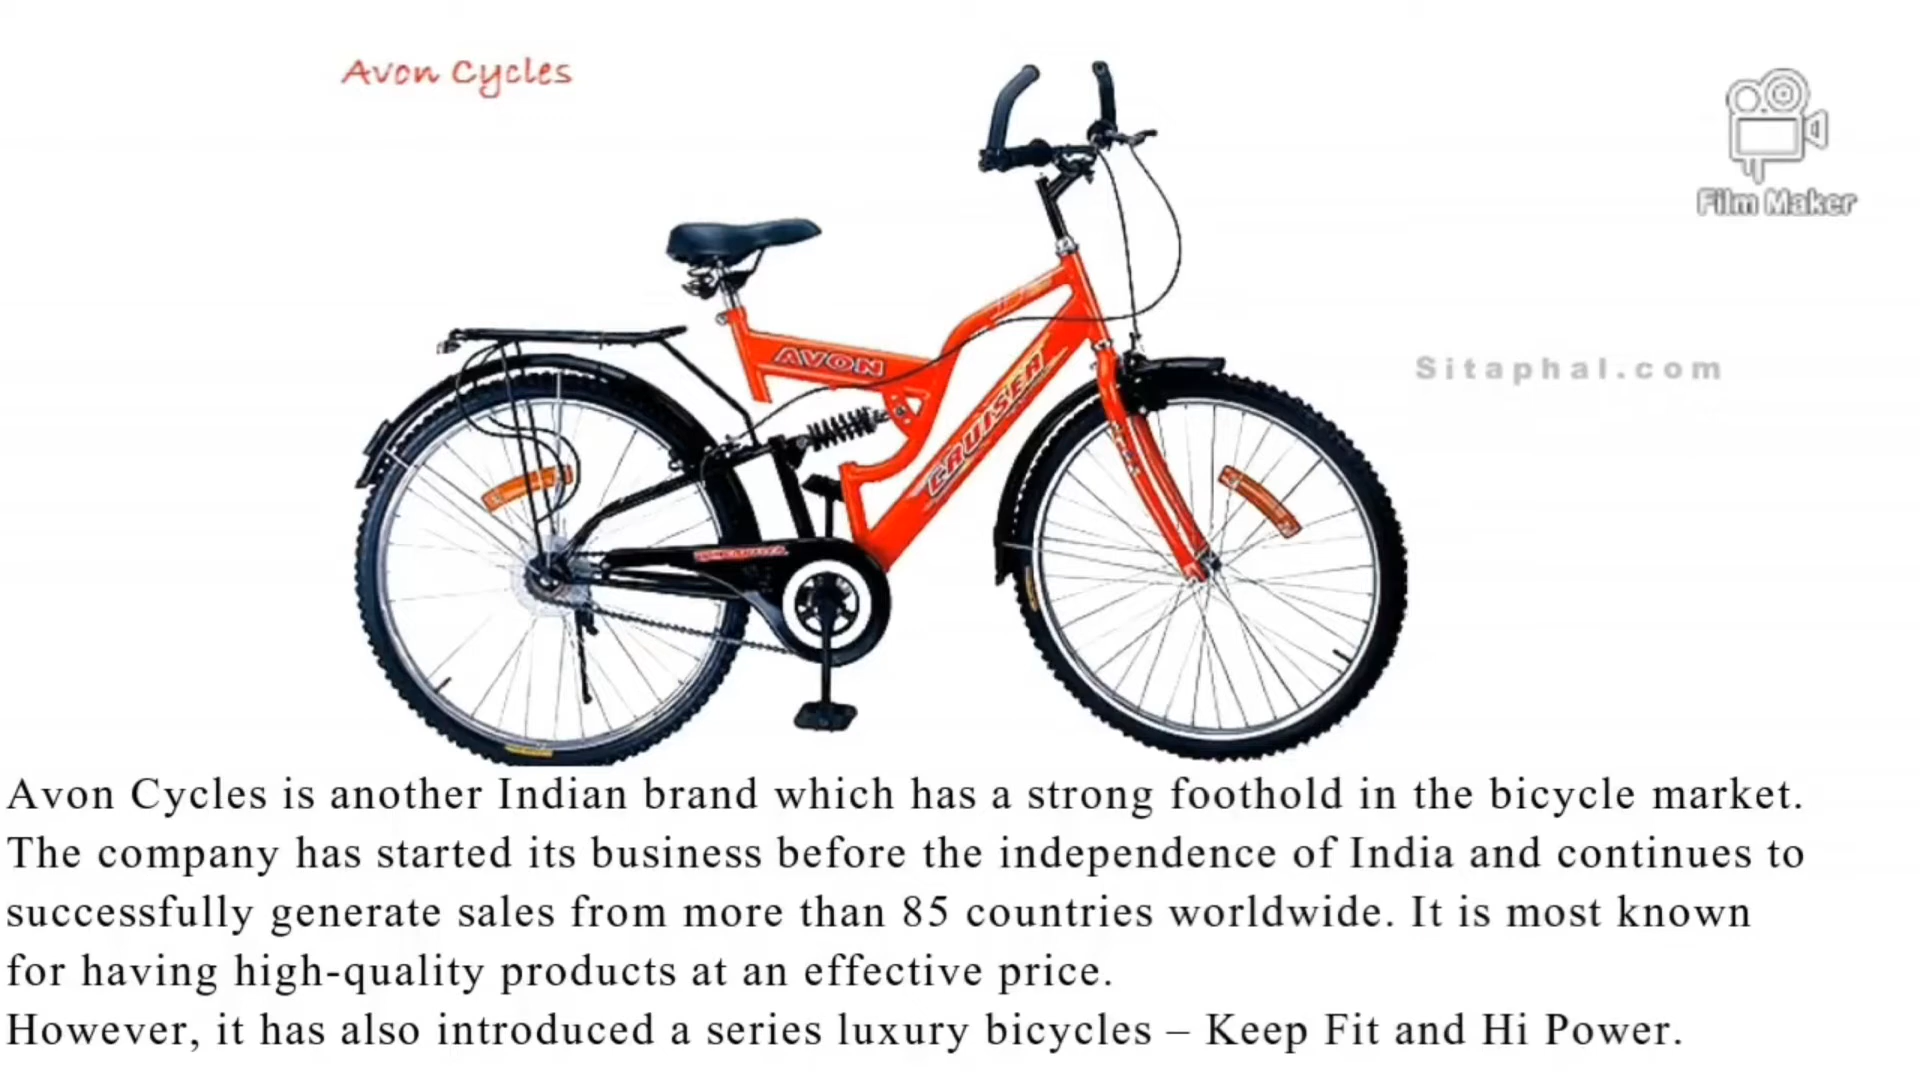 Avon Cycles
Film Maker
Sitaphal.com
AVON
CRUISER
Avon Cycles is another Indian brand which has a strong foothold in the bicycle market.
The company has started its business before the independence of India and continues to
successfully generate sales from more than 85 countries worldwide. It is most known
for having high-quality products at an effective price.
However, it has also introduced a series luxury bicycles – Keep Fit and Hi Power.